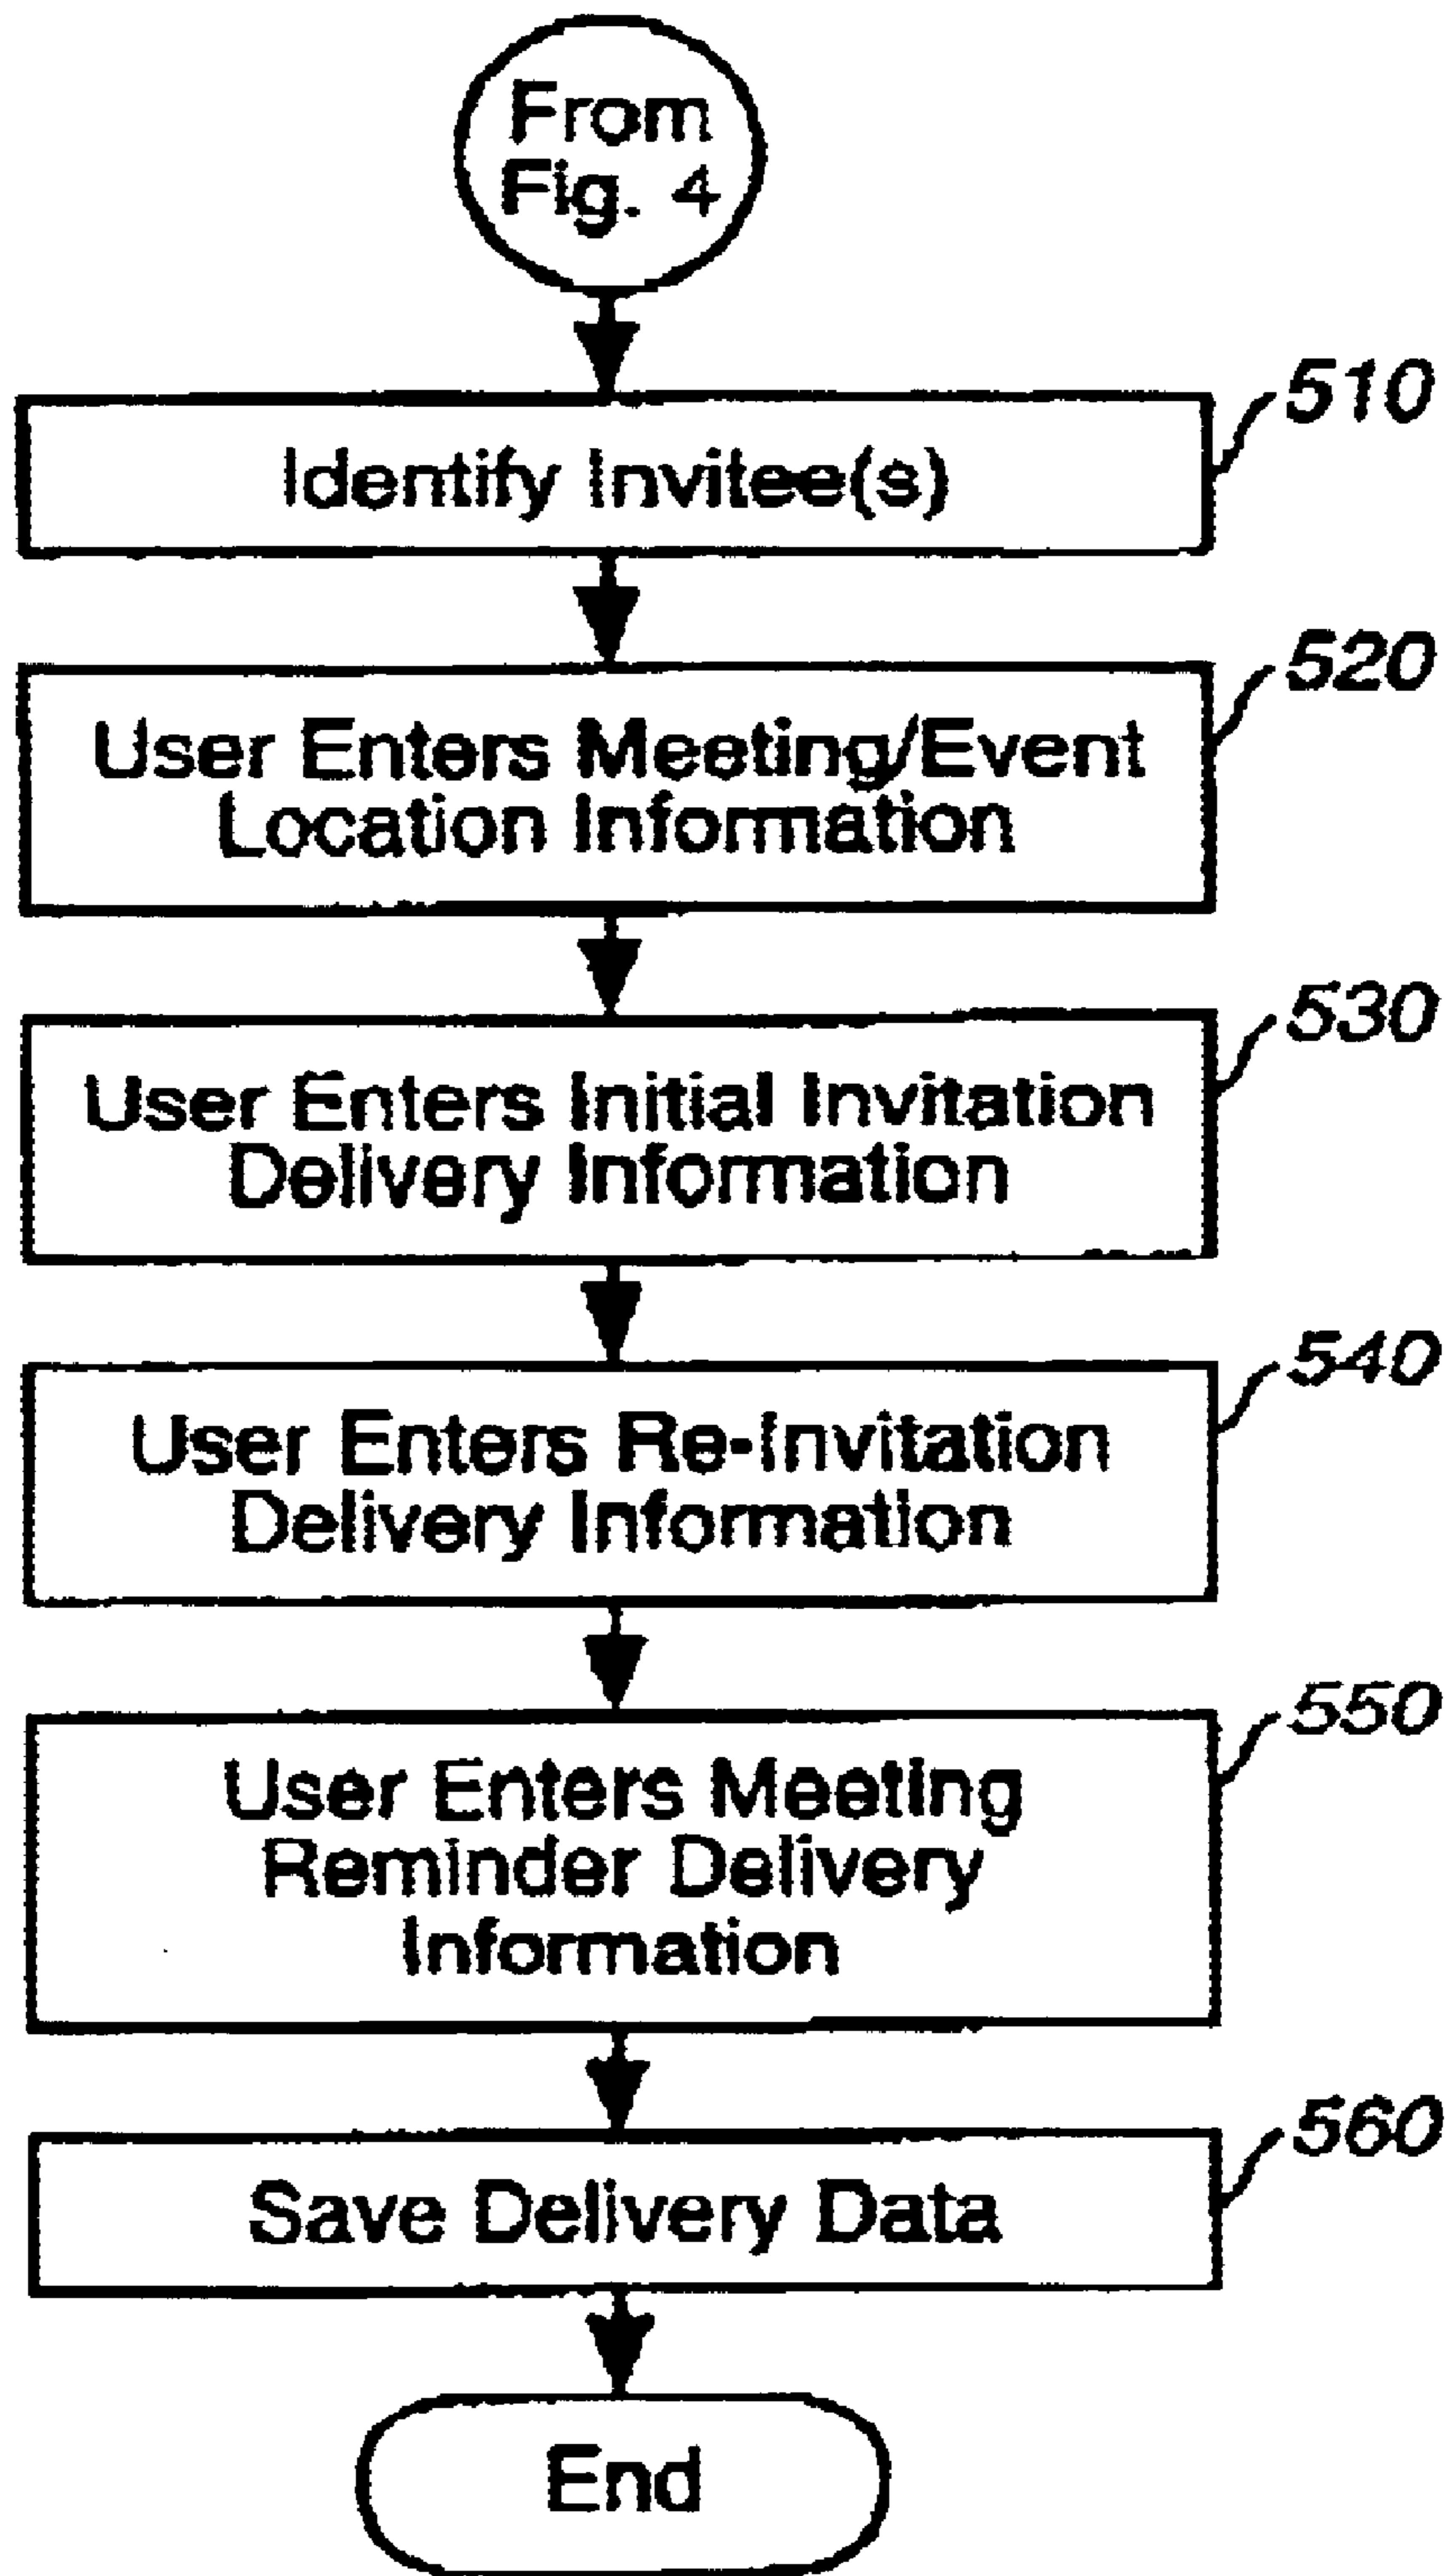 From
Fig. 4
510
Identify Invitee(s)
520
User Enters Meeting/Event
Location Information
530
User Enters Initial Invitation
Delivery Information
540
User Enters Re-Invitation
Delivery Information
550
User Enters Meeting
Reminder Delivery
Information
560
Save Delivery Data
End